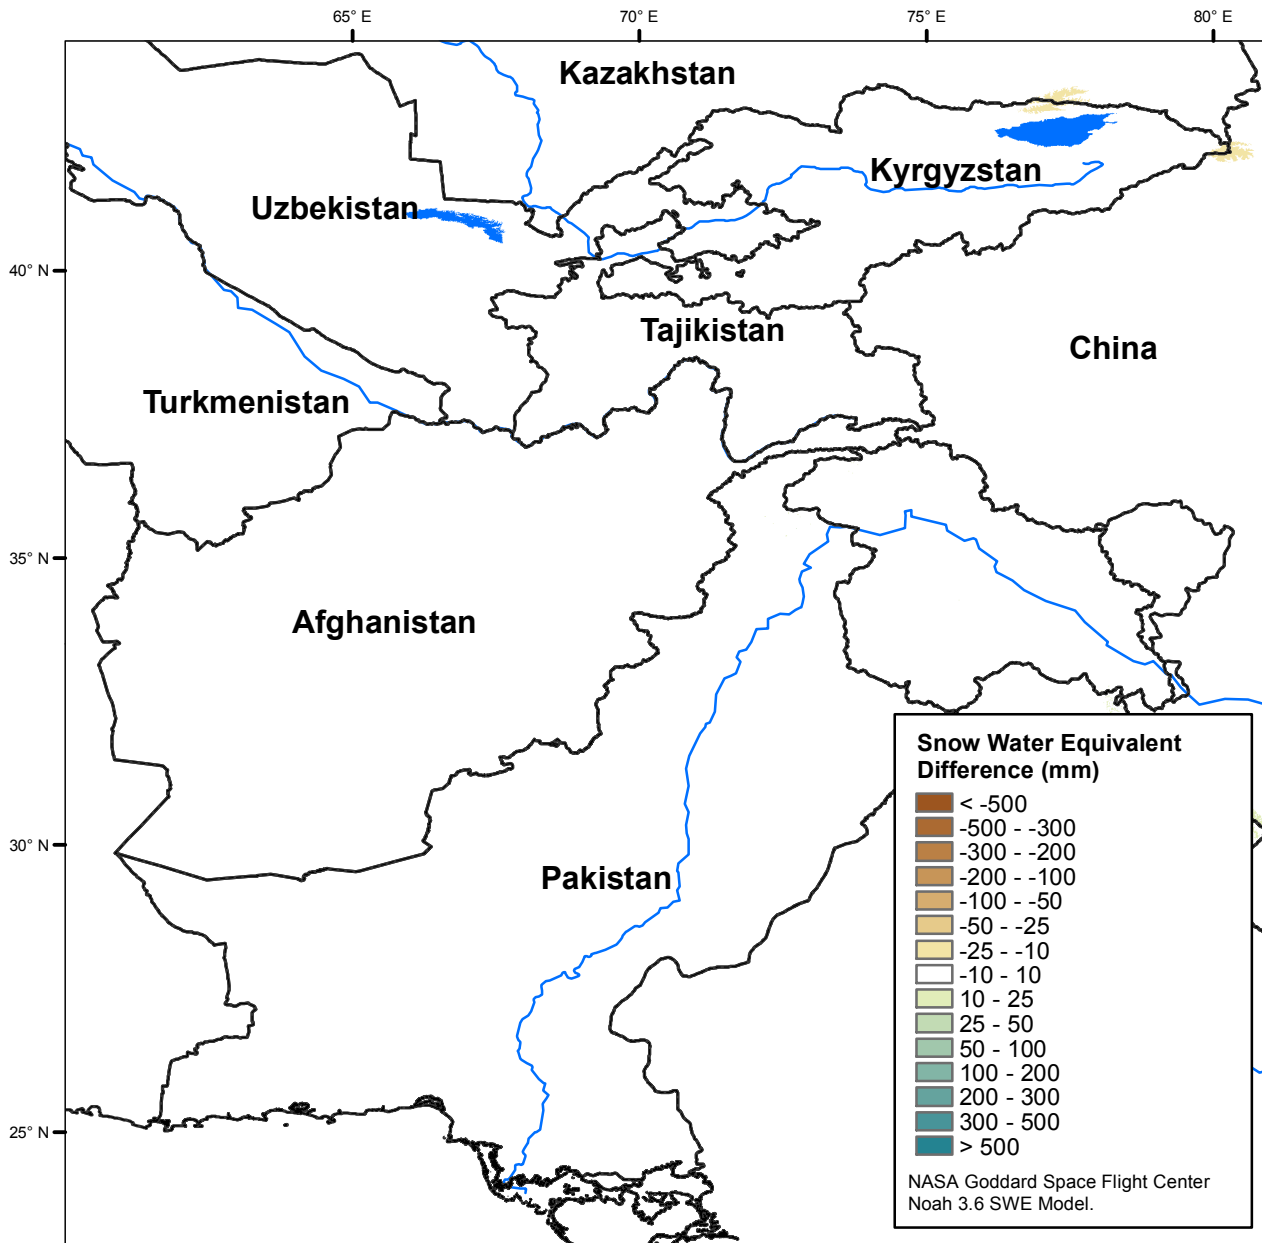 65° E
70° E
75° E
80° E
Kazakhstan
Kyrgyzstan
Uzbekistan
40° N
Tajikistan
China
Turkmenistan
35° N
Afghanistan
30° N
Pakistan
25° N
Snow Water Equivalent
Difference (mm)
< -500
-500 - -300
-300 - -200
-200 - -100
-100 - -50
-50 - -25
-25 - -10
-10 - 10
10 - 25
25 - 50
50 - 100
100 - 200
200 - 300
300 - 500
> 500
NASA Goddard Space Flight Center
Noah 3.6 SWE Model.